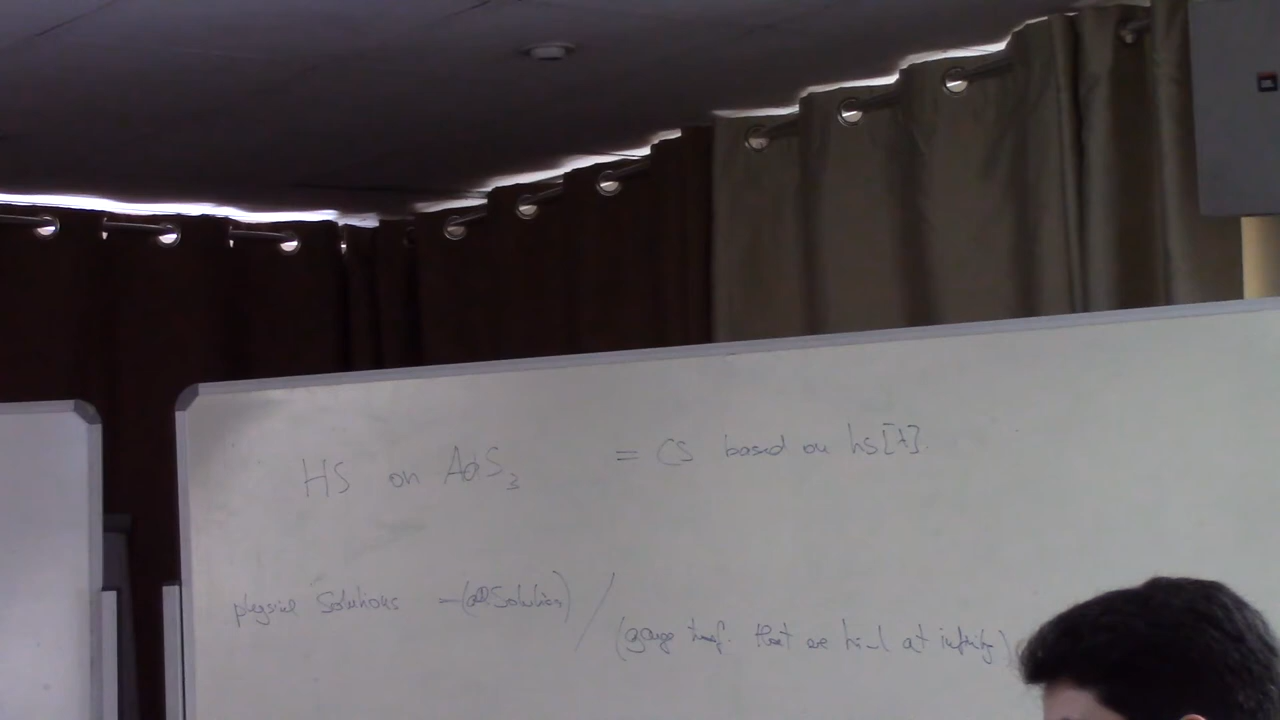 HS on AdS₃ = CS based on hs[λ].
physical Solutions = (all Solutions) /
(gauge transf. that are trivial at infinity)